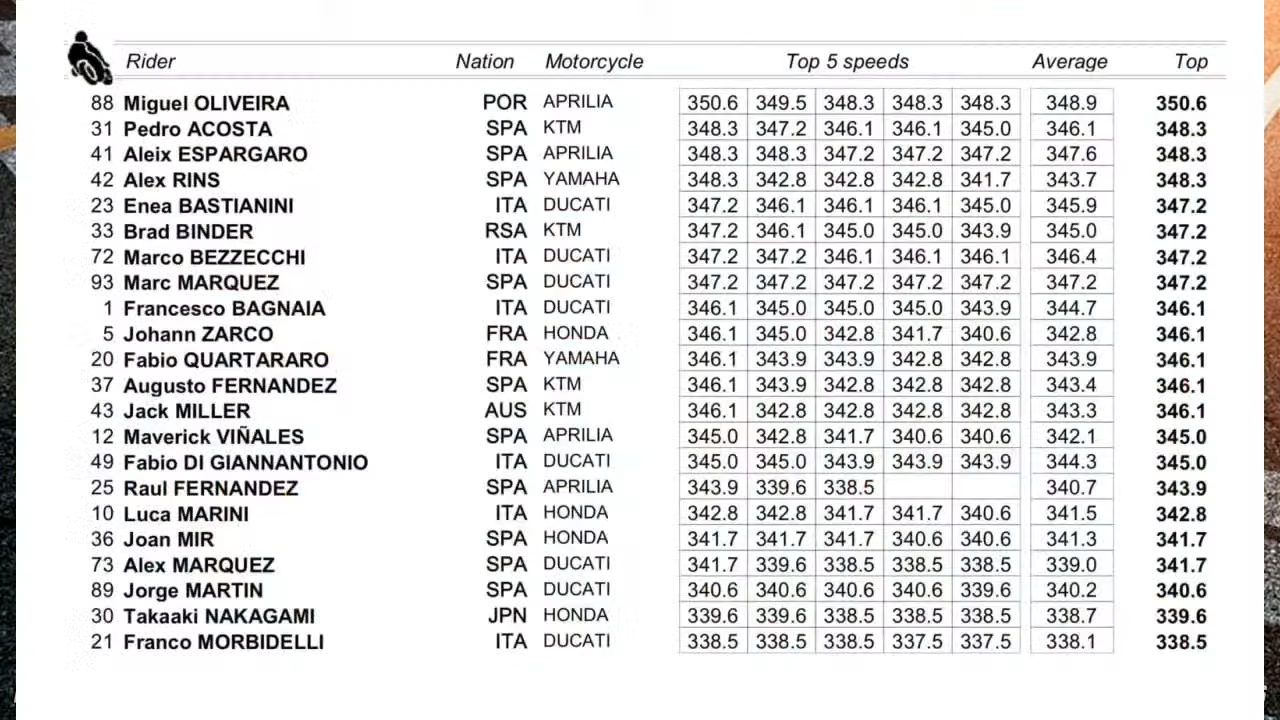 Rider Nation Motorcycle Top 5 speeds Average Top
88 Miguel OLIVEIRA POR APRILIA 350.6 349.5 348.3 348.3 348.3 348.9 350.6
31 Pedro ACOSTA SPA KTM 348.3 347.2 346.1 346.1 345.0 346.1 348.3
41 Aleix ESPARGARO SPA APRILIA 348.3 348.3 347.2 347.2 347.2 347.6 348.3
42 Alex RINS SPA YAMAHA 348.3 342.8 342.8 342.8 341.7 343.7 348.3
23 Enea BASTIANINI ITA DUCATI 347.2 346.1 346.1 346.1 345.0 345.9 347.2
33 Brad BINDER RSA KTM 347.2 346.1 345.0 345.0 343.9 345.0 347.2
72 Marco BEZZECCHI ITA DUCATI 347.2 347.2 346.1 346.1 346.1 346.4 347.2
93 Marc MARQUEZ SPA DUCATI 347.2 347.2 347.2 347.2 347.2 347.2 347.2
1 Francesco BAGNAIA ITA DUCATI 346.1 345.0 345.0 345.0 343.9 344.7 346.1
5 Johann ZARCO FRA HONDA 346.1 345.0 342.8 341.7 340.6 342.8 346.1
20 Fabio QUARTARARO FRA YAMAHA 346.1 343.9 343.9 342.8 342.8 343.9 346.1
37 Augusto FERNANDEZ SPA KTM 346.1 343.9 342.8 342.8 342.8 343.4 346.1
43 Jack MILLER AUS KTM 346.1 342.8 342.8 342.8 342.8 343.3 346.1
12 Maverick VIÑALES SPA APRILIA 345.0 342.8 341.7 340.6 340.6 342.1 345.0
49 Fabio DI GIANNANTONIO ITA DUCATI 345.0 345.0 343.9 343.9 343.9 344.3 345.0
25 Raul FERNANDEZ SPA APRILIA 343.9 339.6 338.5 340.7 343.9
10 Luca MARINI ITA HONDA 342.8 342.8 341.7 341.7 340.6 341.5 342.8
36 Joan MIR SPA HONDA 341.7 341.7 341.7 340.6 340.6 341.3 341.7
73 Alex MARQUEZ SPA DUCATI 341.7 339.6 338.5 338.5 338.5 339.0 341.7
89 Jorge MARTIN SPA DUCATI 340.6 340.6 340.6 340.6 339.6 340.2 340.6
30 Takaaki NAKAGAMI JPN HONDA 339.6 339.6 338.5 338.5 338.5 338.7 339.6
21 Franco MORBIDELLI ITA DUCATI 338.5 338.5 338.5 337.5 337.5 338.1 338.5